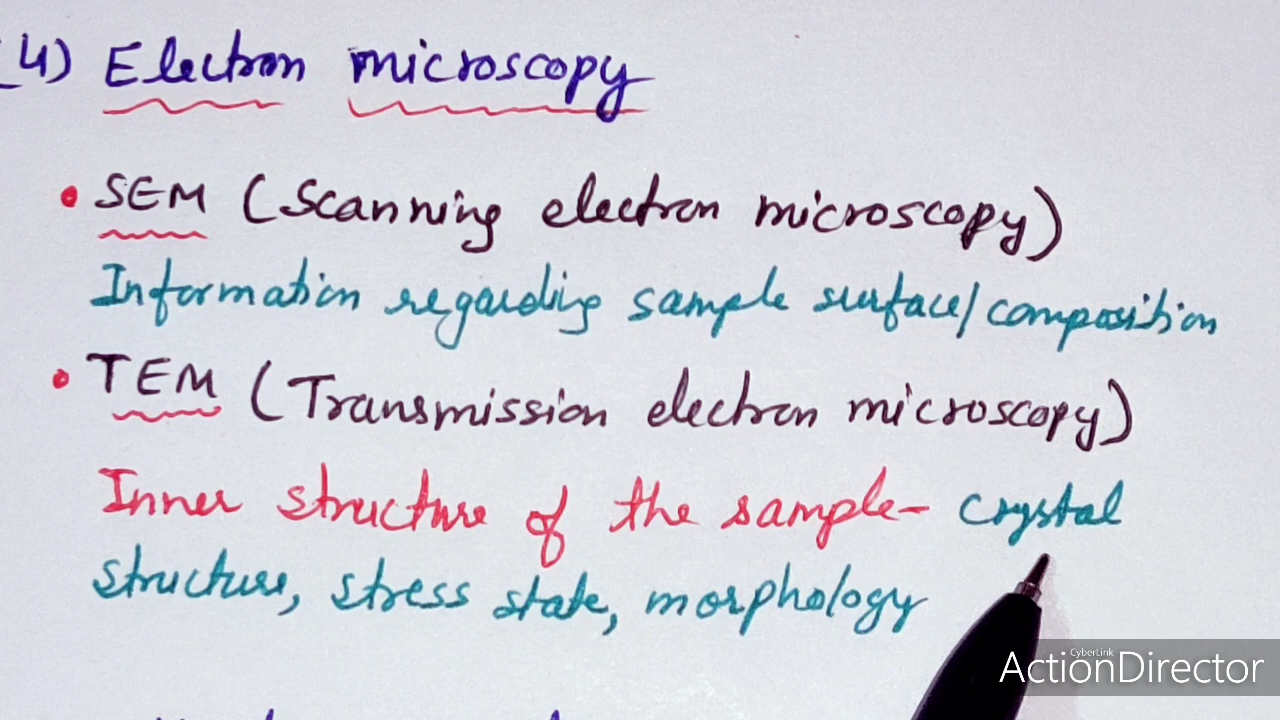 (4) Electron microscopy
• SEM (Scanning electron microscopy)
Information regarding sample surface/composition
• TEM (Transmission electron microscopy)
Inner structure of the sample- crystal
structure, stress state, morphology
CyberLink
ActionDirector